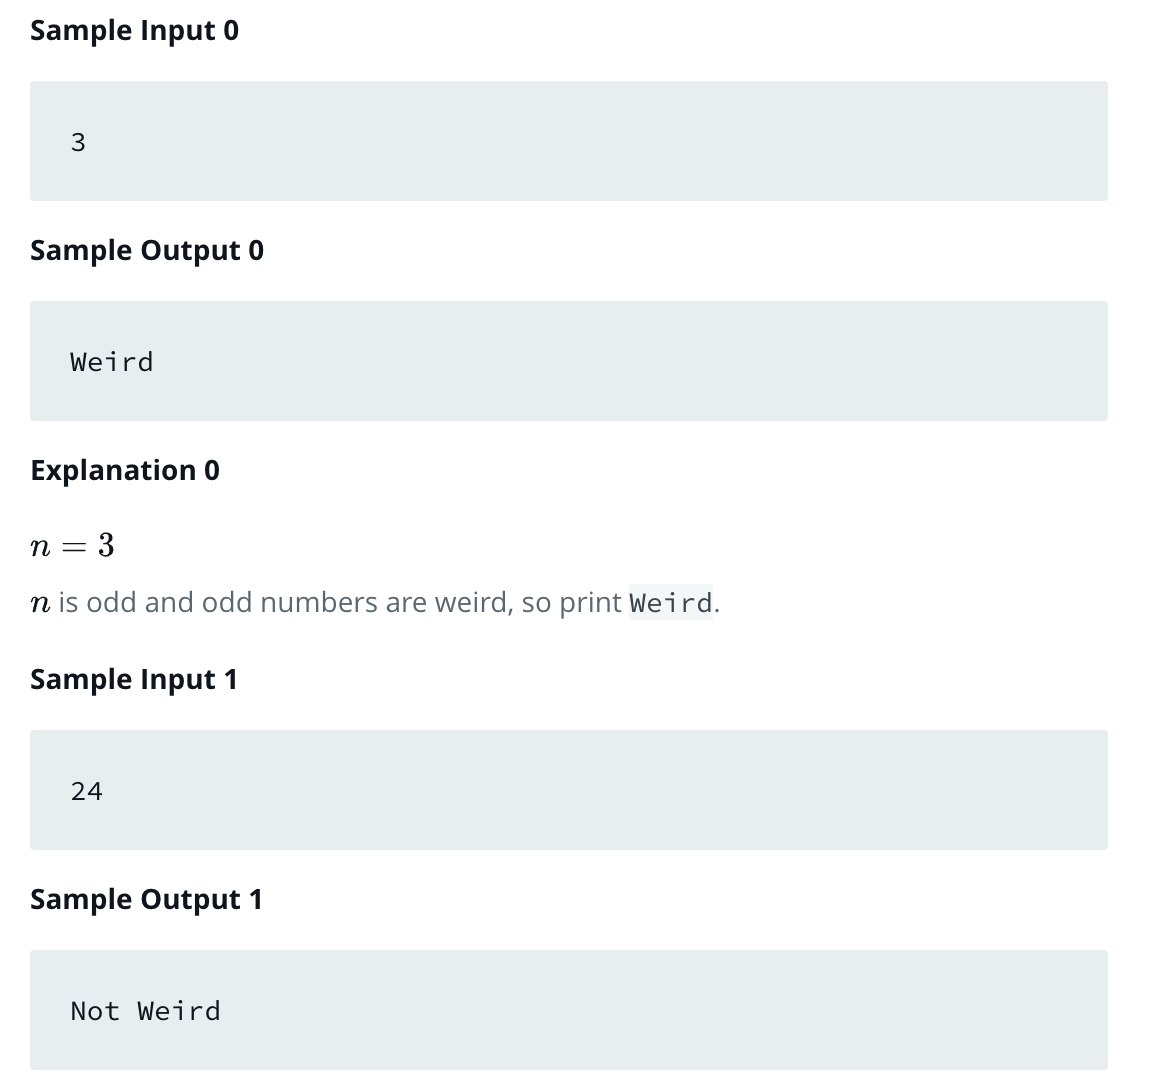 Sample Input 0
3
Sample Output 0
Weird
Explanation 0
n = 3
n is odd and odd numbers are weird, so print Weird.
Sample Input 1
24
Sample Output 1
Not Weird